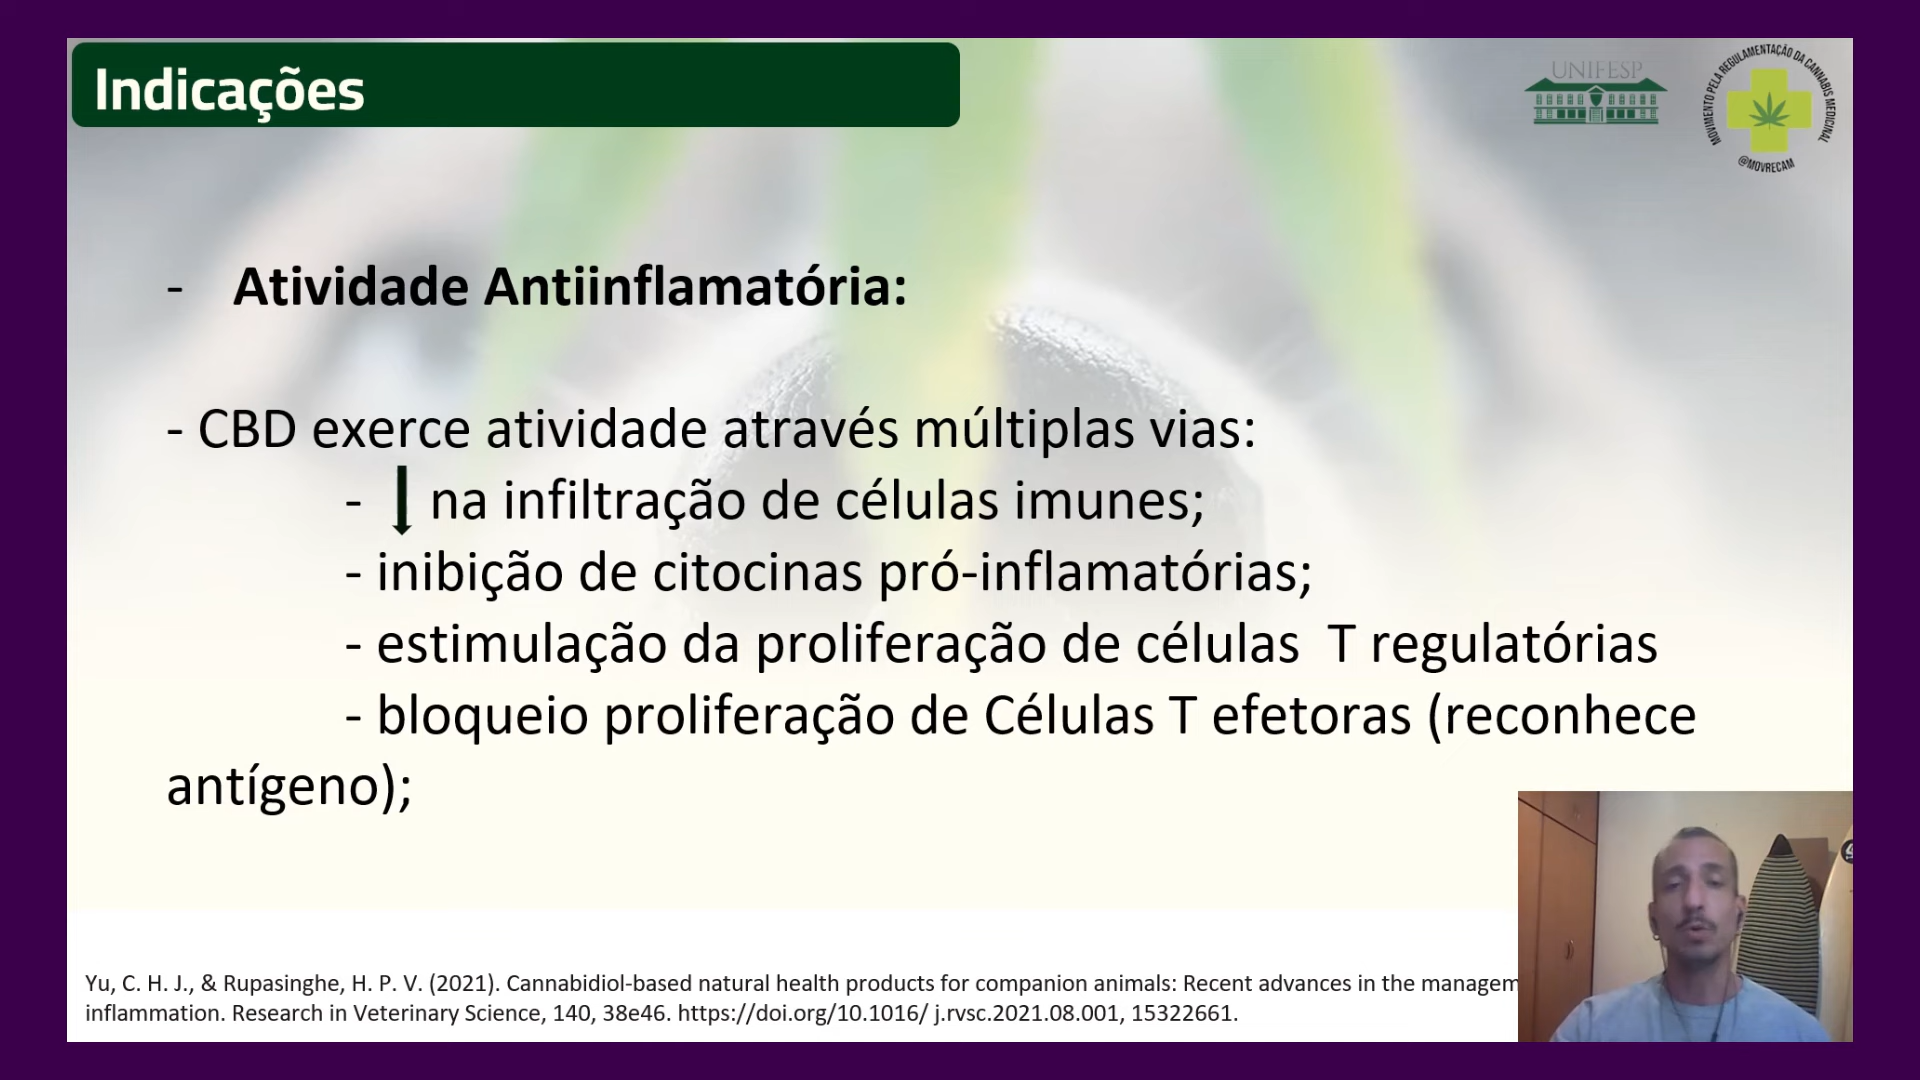 Indicações
UNIFESP
MOVIMENTO PELA REGULAMENTAÇÃO DA CANNABIS MEDICINAL
@MOVRECAM
- Atividade Antiinflamatória:
- CBD exerce atividade através múltiplas vias:
- na infiltração de células imunes;
- inibição de citocinas pró-inflamatórias;
- estimulação da proliferação de células T regulatórias
- bloqueio proliferação de Células T efetoras (reconhece
antígeno);
Yu, C. H. J., & Rupasinghe, H. P. V. (2021). Cannabidiol-based natural health products for companion animals: Recent advances in the managem
inflammation. Research in Veterinary Science, 140, 38e46. https://doi.org/10.1016/ j.rvsc.2021.08.001, 15322661.